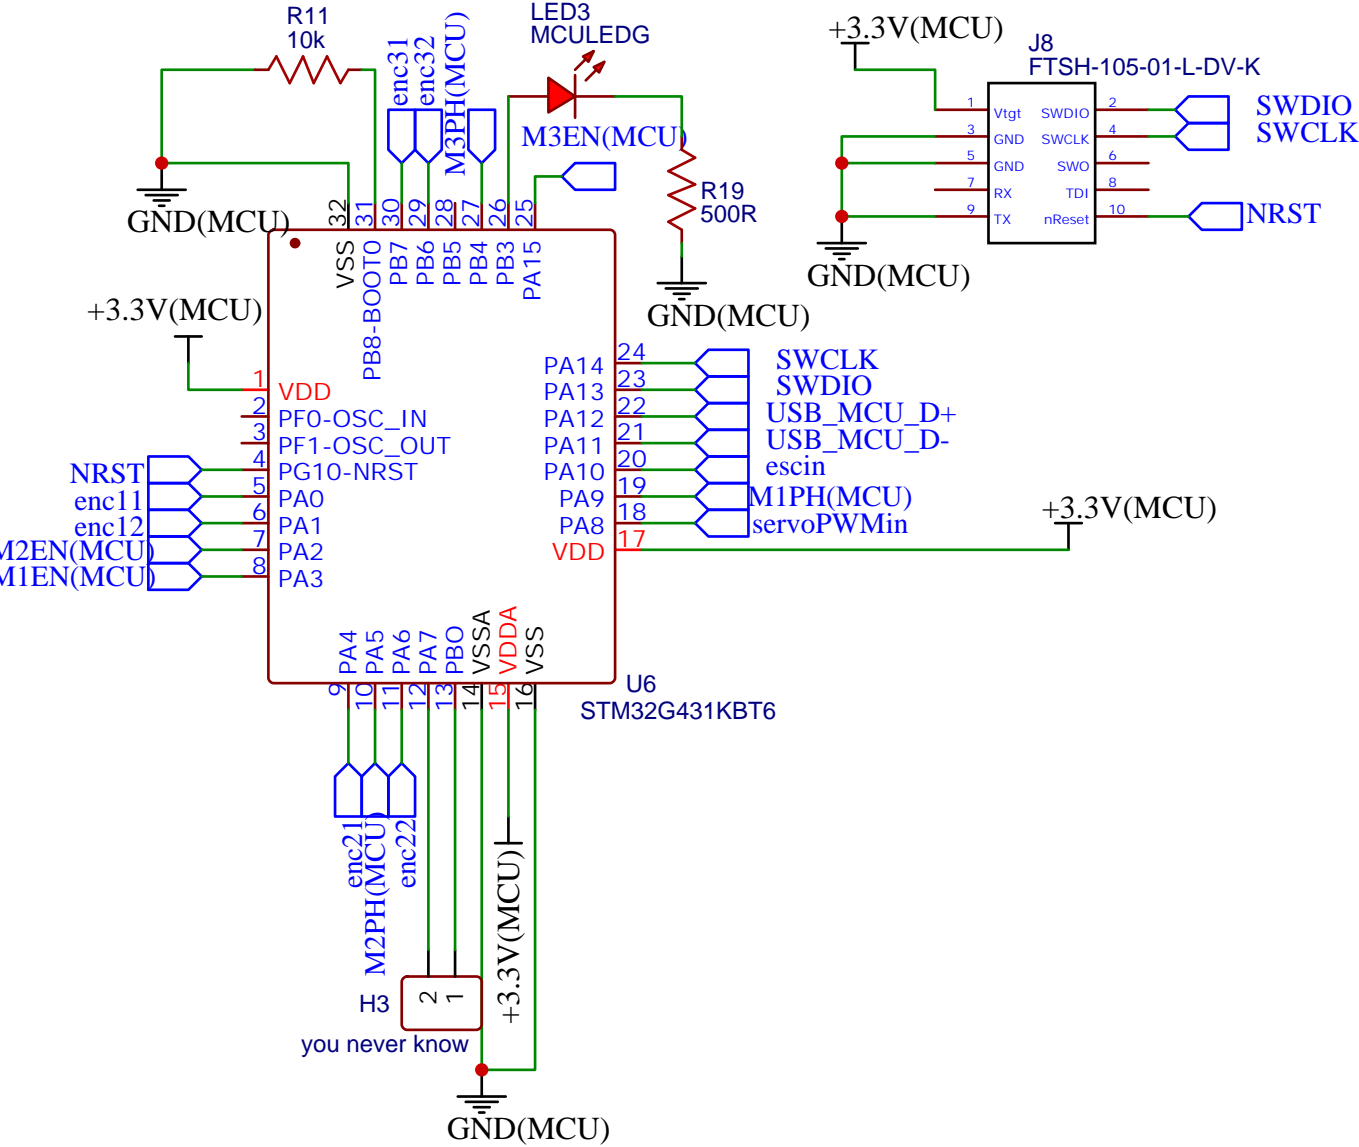 R11
10k
enc31
enc32
M3PH(MCU)
LED3
MCULEDG
M3EN(MCU)
R19
500R
GND(MCU)
GND(MCU)
+3.3V(MCU)
J8
FTSH-105-01-L-DV-K
1 Vtgt SWDIO 2 SWDIO
3 GND SWCLK 4 SWCLK
5 GND SWO 6
7 RX TDI 8
9 TX nReset 10 NRST
GND(MCU)
32 31 30 29 28 27 26 25
VSS
PB8-BOOT0
PB7
PB6
PB5
PB4
PB3
PA15
+3.3V(MCU)
1 VDD
2 PF0-OSC_IN
3 PF1-OSC_OUT
NRST 4 PG10-NRST
enc11 5 PA0
enc12 6 PA1
M2EN(MCU) 7 PA2
M1EN(MCU) 8 PA3
PA14 24 SWCLK
PA13 23 SWDIO
PA12 22 USB_MCU_D+
PA11 21 USB_MCU_D-
PA10 20 escin
PA9 19 M1PH(MCU)
PA8 18 servoPWMin
VDD 17
+3.3V(MCU)
PA4
PA5
PA6
PA7
PB0
VSSA
VDDA
VSS
9 10 11 12 13 14 15 16
U6
STM32G431KBT6
enc21
M2PH(MCU)
enc22
+3.3V(MCU)
H3
2 1
you never know
GND(MCU)